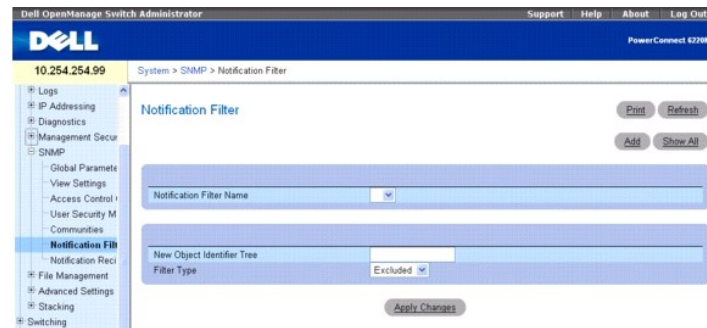 Dell OpenManage Switch Administrator
Support Help About Log Out
DELL
10.254.254.99
System > SNMP > Notification Filter
Logs
IP Addressing
Diagnostics
Management Secur
SNMP
Global Paramete
View Settings
Access Control
User Security M
Communities
Notification Filt
Notification Reci
File Management
Advanced Settings
Stacking
Switching
Notification Filter
Print Refresh
Add Show All
Notification Filter Name
New Object Identifier Tree
Filter Type Excluded
Apply Changes